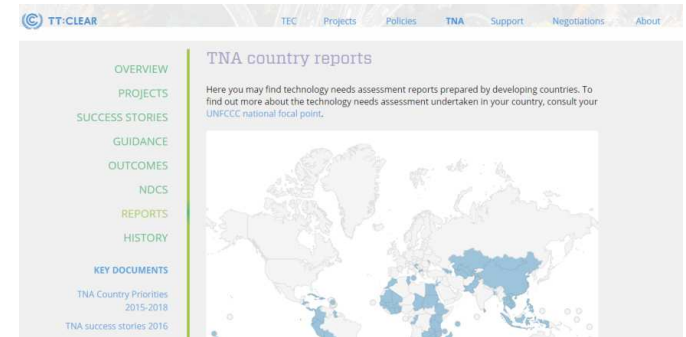 TT:CLEAR
TEC Projects Policies TNA Support Negotiations About
OVERVIEW
PROJECTS
SUCCESS STORIES
GUIDANCE
OUTCOMES
NDCS
REPORTS
HISTORY
KEY DOCUMENTS
TNA Country Priorities
2015-2018
TNA success stories 2016
TNA country reports
Here you may find technology needs assessment reports prepared by developing countries. To
find out more about the technology needs assessment undertaken in your country, consult your
UNFCCC national focal point.